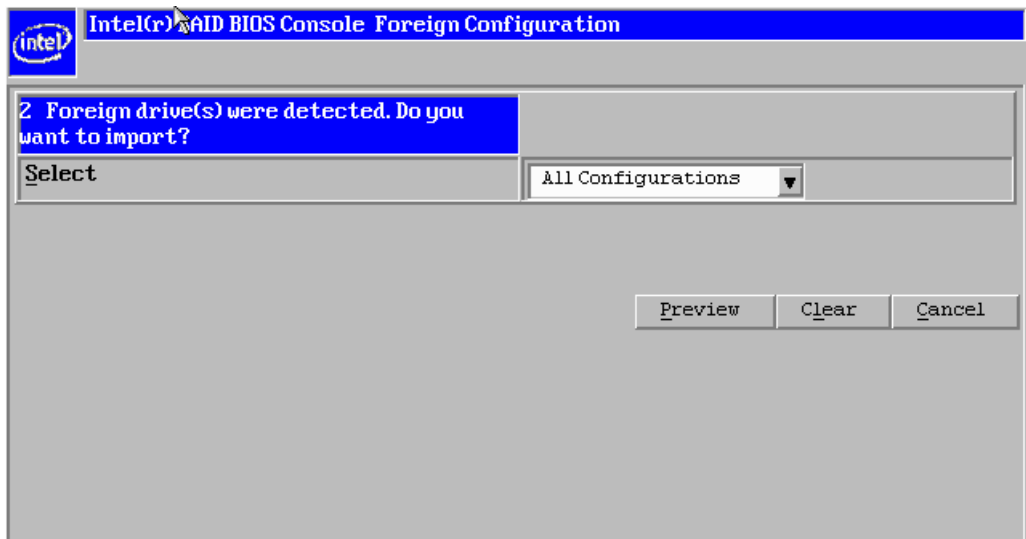 intel
Intel(r) RAID BIOS Console Foreign Configuration
2 Foreign drive(s) were detected. Do you
want to import?
Select
All Configurations
Preview
Clear
Cancel